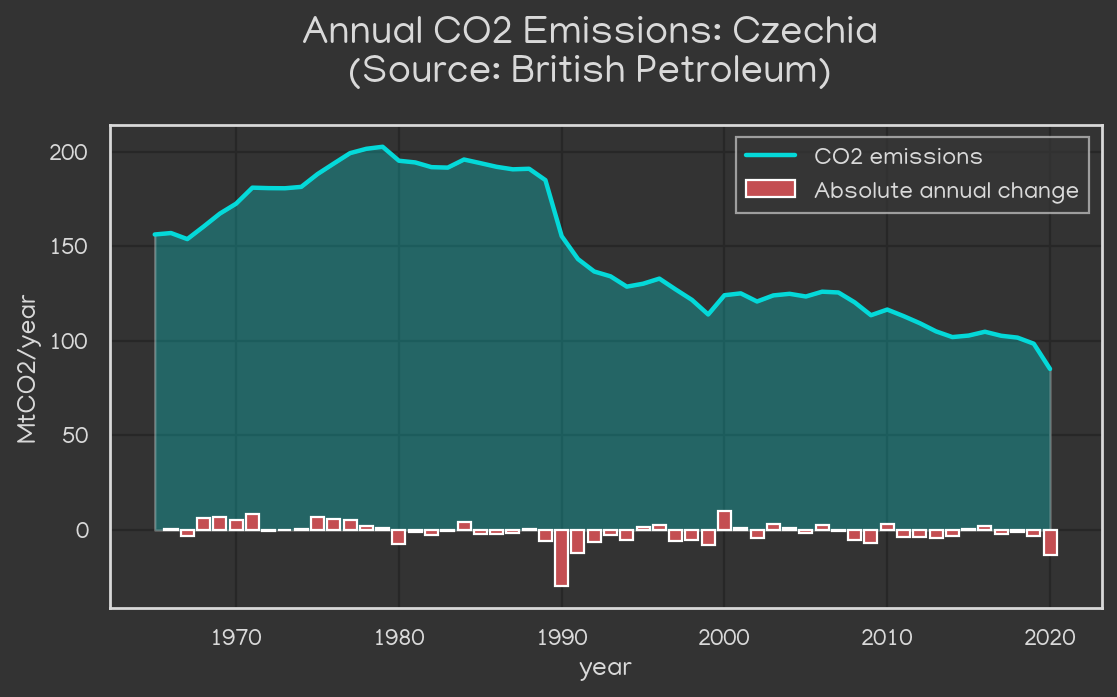 Annual CO2 Emissions: Czechia
(Source: British Petroleum)
CO2 emissions
Absolute annual change
MtCO2/year
200
150
100
50
0
1970 1980 1990 2000 2010 2020
year